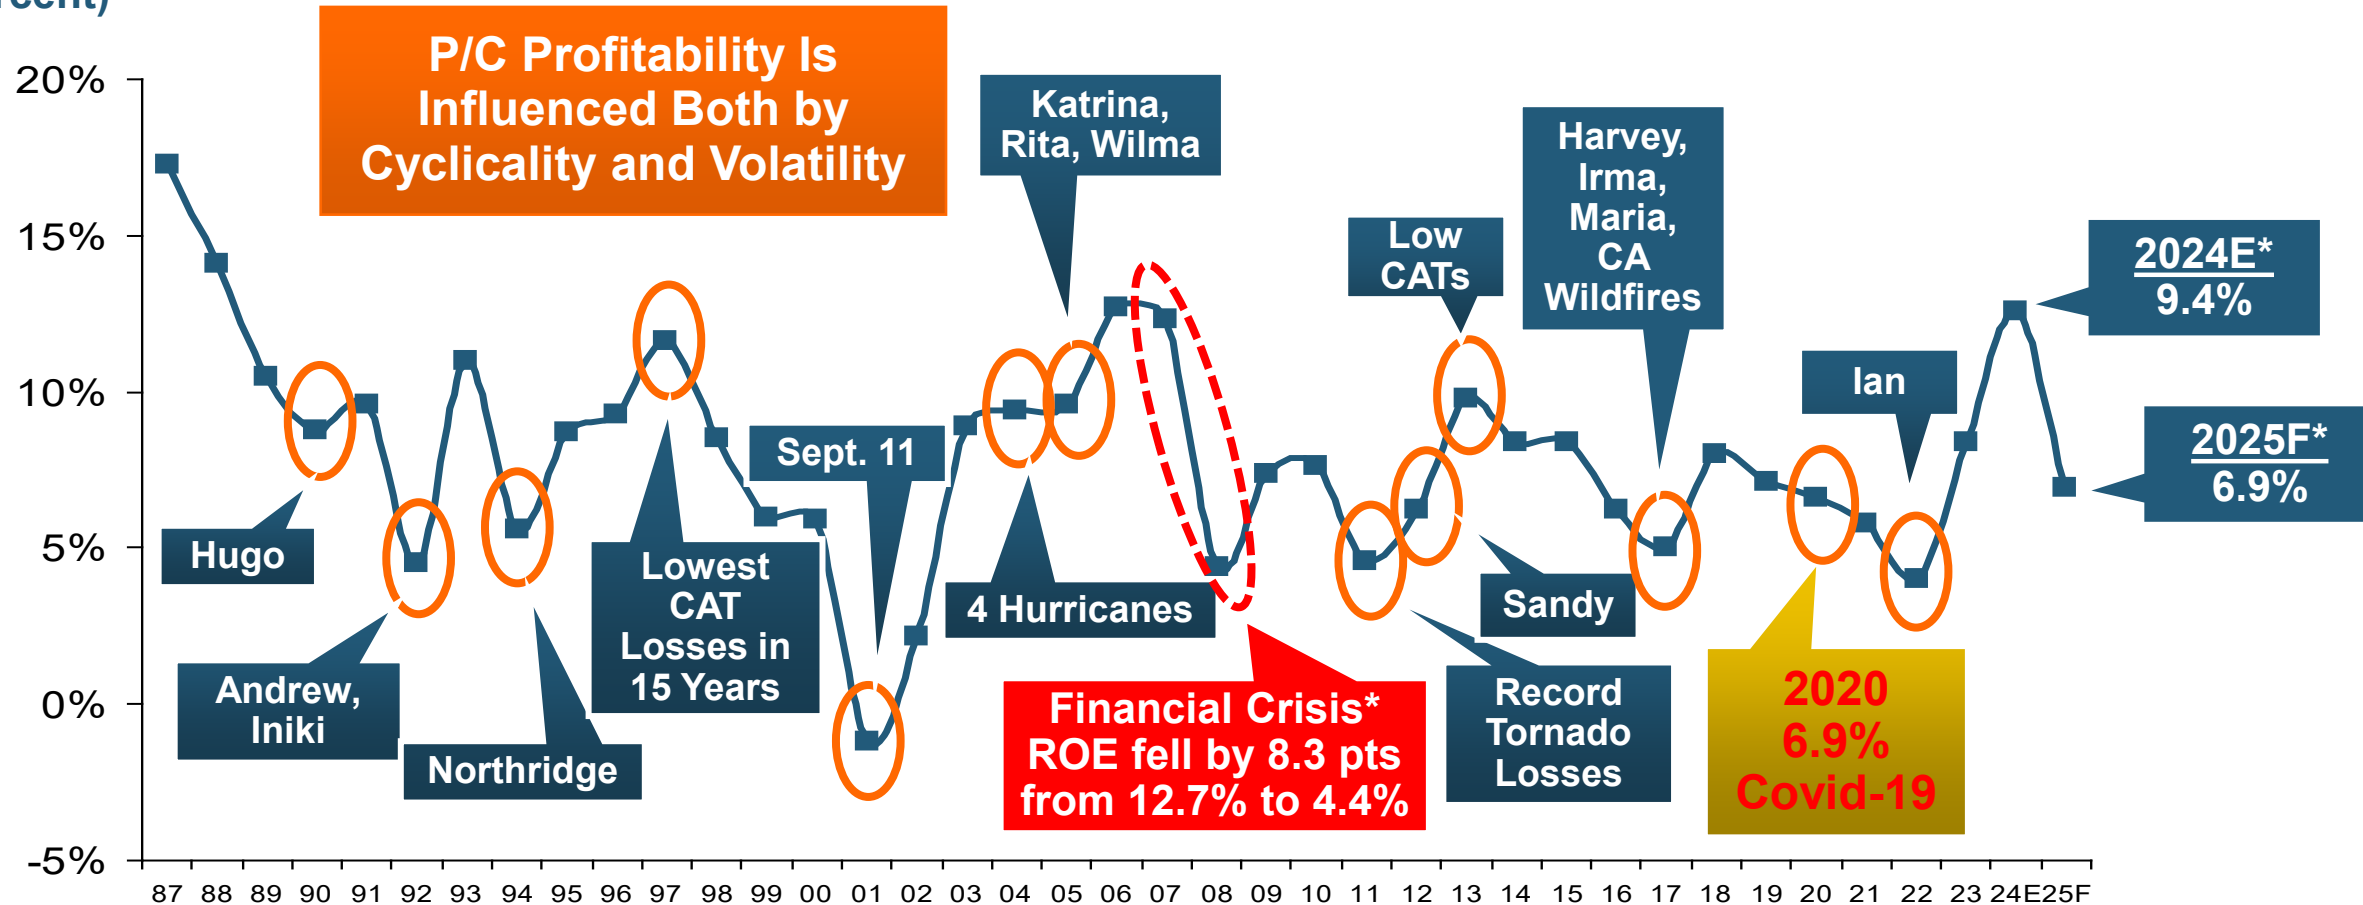 P/C Profitability Is
Influenced Both by
Cyclicality and Volatility
20%
15%
10%
5%
0%
-5%
Katrina,
Rita, Wilma
Harvey,
Irma,
Maria,
CA
Wildfires
Low
CATs
2024E*
9.4%
Ian
2025F*
6.9%
Sept. 11
Hugo
Lowest
CAT
Losses in
15 Years
4 Hurricanes
Sandy
Andrew,
Iniki
Northridge
Financial Crisis*
ROE fell by 8.3 pts
from 12.7% to 4.4%
Record
Tornado
Losses
2020
6.9%
Covid-19
87 88 89 90 91 92 93 94 95 96 97 98 99 00 01 02 03 04 05 06 07 08 09 10 11 12 13 14 15 16 17 18 19 20 21 22 23 24E 25F